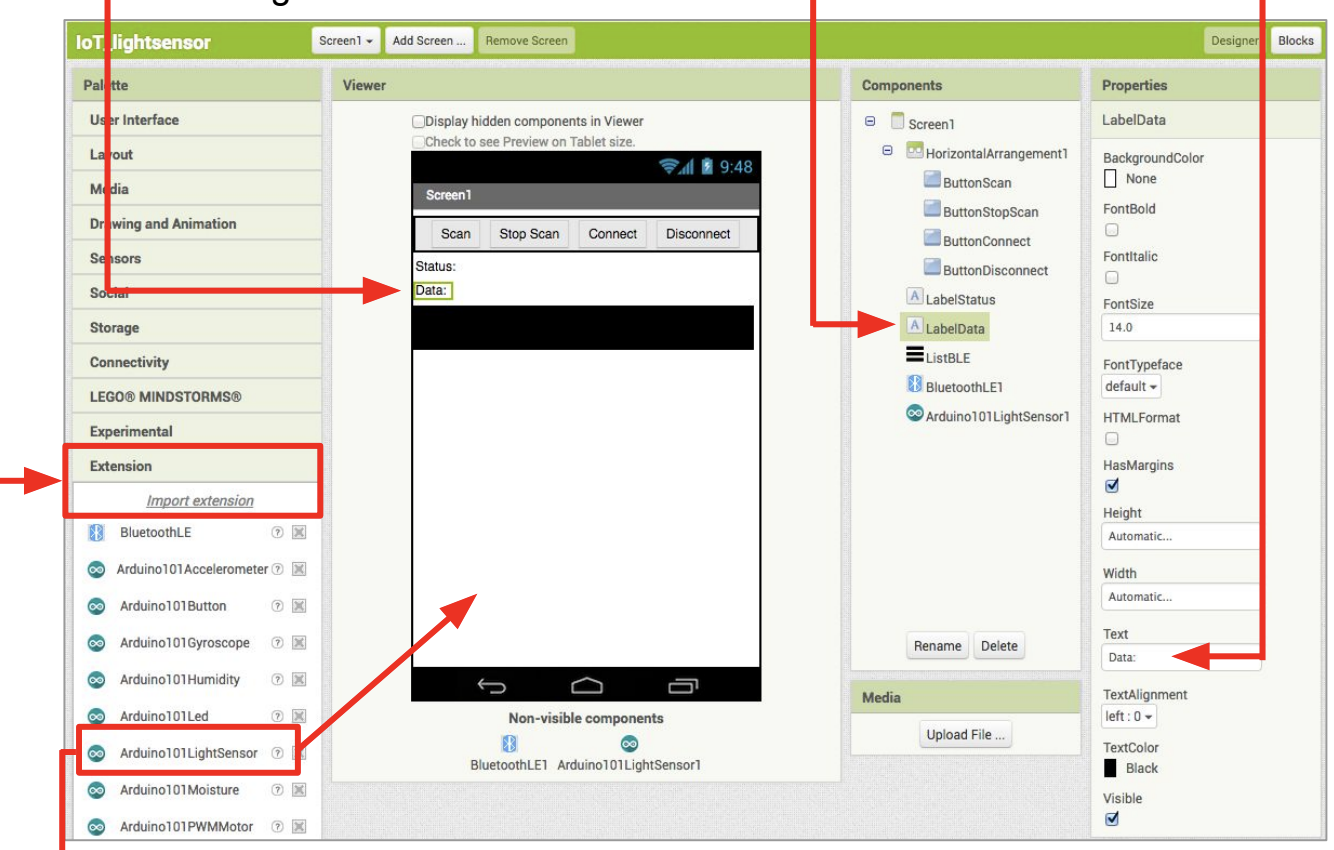 IoT_lightsensor
Screen1
Add Screen ...
Remove Screen
Designer
Blocks
Palette
User Interface
Layout
Media
Drawing and Animation
Sensors
Social
Storage
Connectivity
LEGO® MINDSTORMS®
Experimental
Extension
Import extension
BluetoothLE
Arduino101Accelerometer
Arduino101Button
Arduino101Gyroscope
Arduino101Humidity
Arduino101Led
Arduino101LightSensor
Arduino101Moisture
Arduino101PWMMotor
Viewer
Display hidden components in Viewer
Check to see Preview on Tablet size.
9:48
Screen1
Scan Stop Scan Connect Disconnect
Status:
Data:
Non-visible components
BluetoothLE1 Arduino101LightSensor1
Components
Screen1
HorizontalArrangement1
ButtonScan
ButtonStopScan
ButtonConnect
ButtonDisconnect
LabelStatus
LabelData
ListBLE
BluetoothLE1
Arduino101LightSensor1
Rename Delete
Media
Upload File ...
Properties
LabelData
BackgroundColor
None
FontBold
FontItalic
FontSize
14.0
FontTypeface
default
HTMLFormat
HasMargins
Height
Automatic...
Width
Automatic...
Text
Data:
TextAlignment
left : 0
TextColor
Black
Visible